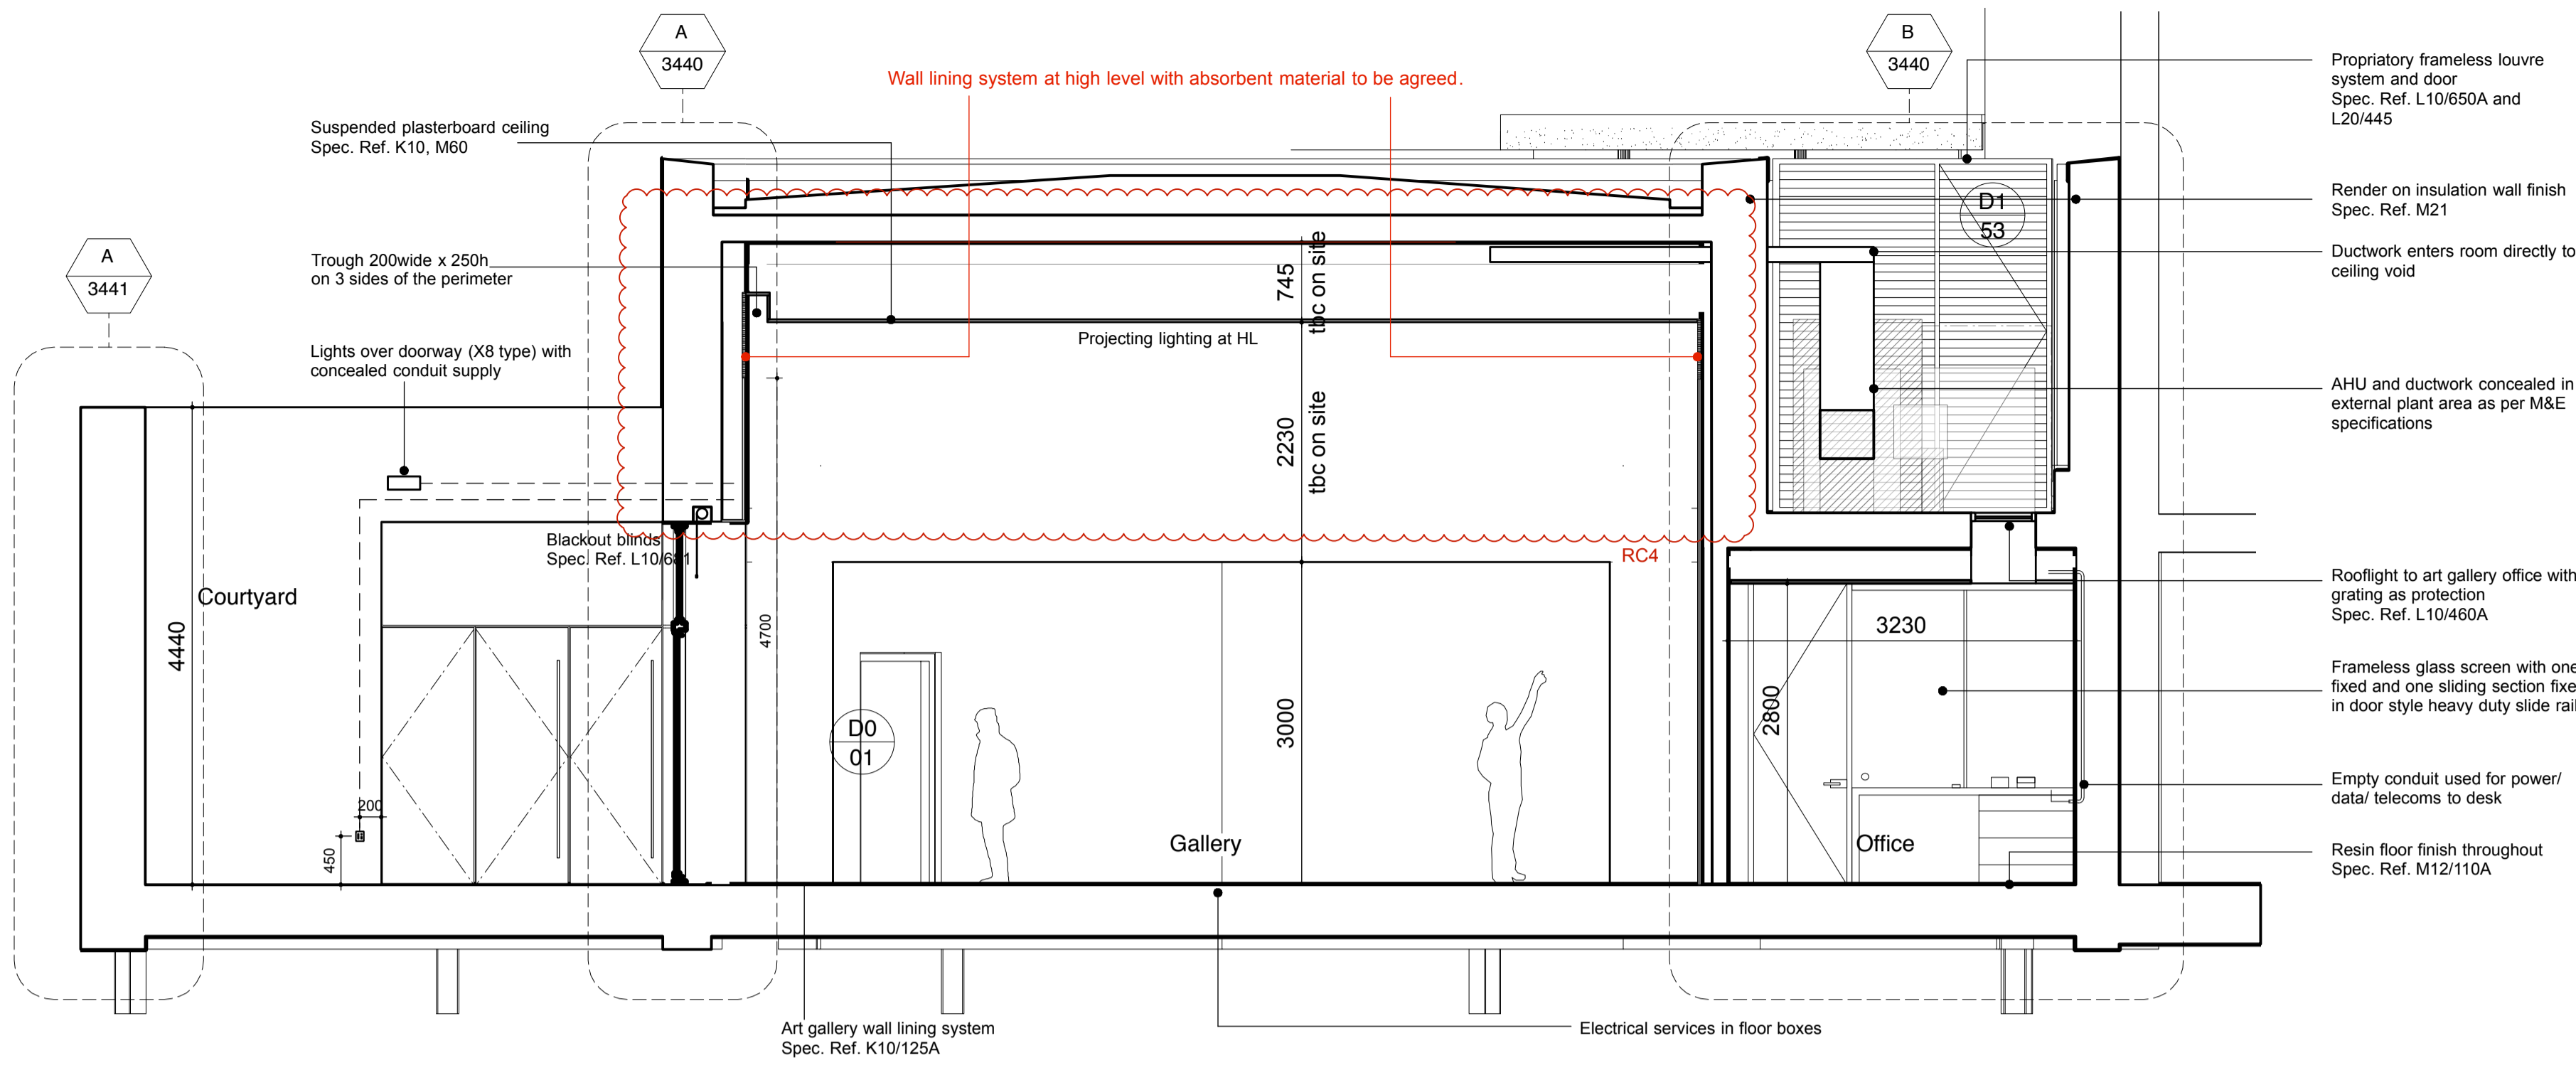 A
3440
B
3440
Wall lining system at high level with absorbent material to be agreed.
Propriatory frameless louvre
system and door
Spec. Ref. L10/650A and
L20/445
Suspended plasterboard ceiling
Spec. Ref. K10, M60
Render on insulation wall finish
Spec. Ref. M21
D1
53
A
3441
Trough 200wide x 250h
on 3 sides of the perimeter
745
tbc on site
Ductwork enters room directly to
ceiling void
Projecting lighting at HL
Lights over doorway (X8 type) with
concealed conduit supply
2230
tbc on site
AHU and ductwork concealed in
external plant area as per M&E
specifications
Blackout blinds
Spec. Ref. L10/681
RC4
Courtyard
4440
4700
Rooflight to art gallery office with
grating as protection
Spec. Ref. L10/460A
3230
Frameless glass screen with one
fixed and one sliding section fixe
in door style heavy duty slide rail
2800
3000
D0
01
200
450
Gallery
Office
Empty conduit used for power/
data/ telecoms to desk
Resin floor finish throughout
Spec. Ref. M12/110A
Art gallery wall lining system
Spec. Ref. K10/125A
Electrical services in floor boxes